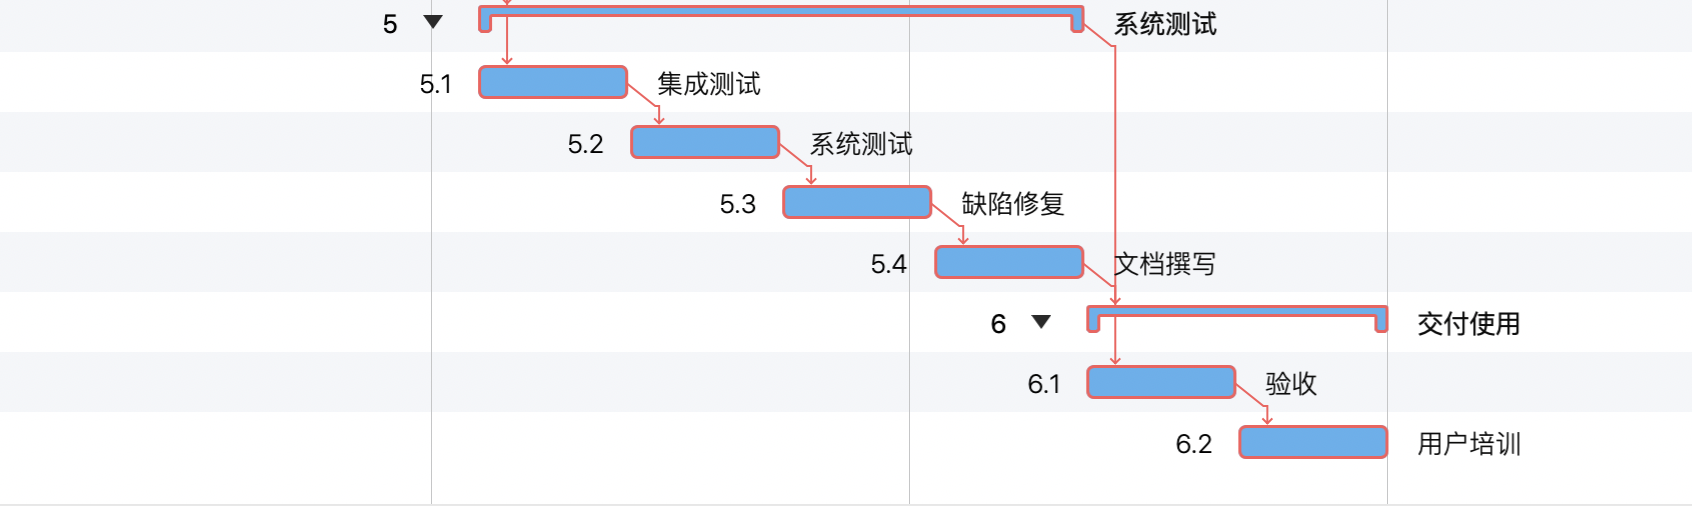 5 ▼ 系统测试
5.1 集成测试
5.2 系统测试
5.3 缺陷修复
5.4 文档撰写
6 ▼ 交付使用
6.1 验收
6.2 用户培训